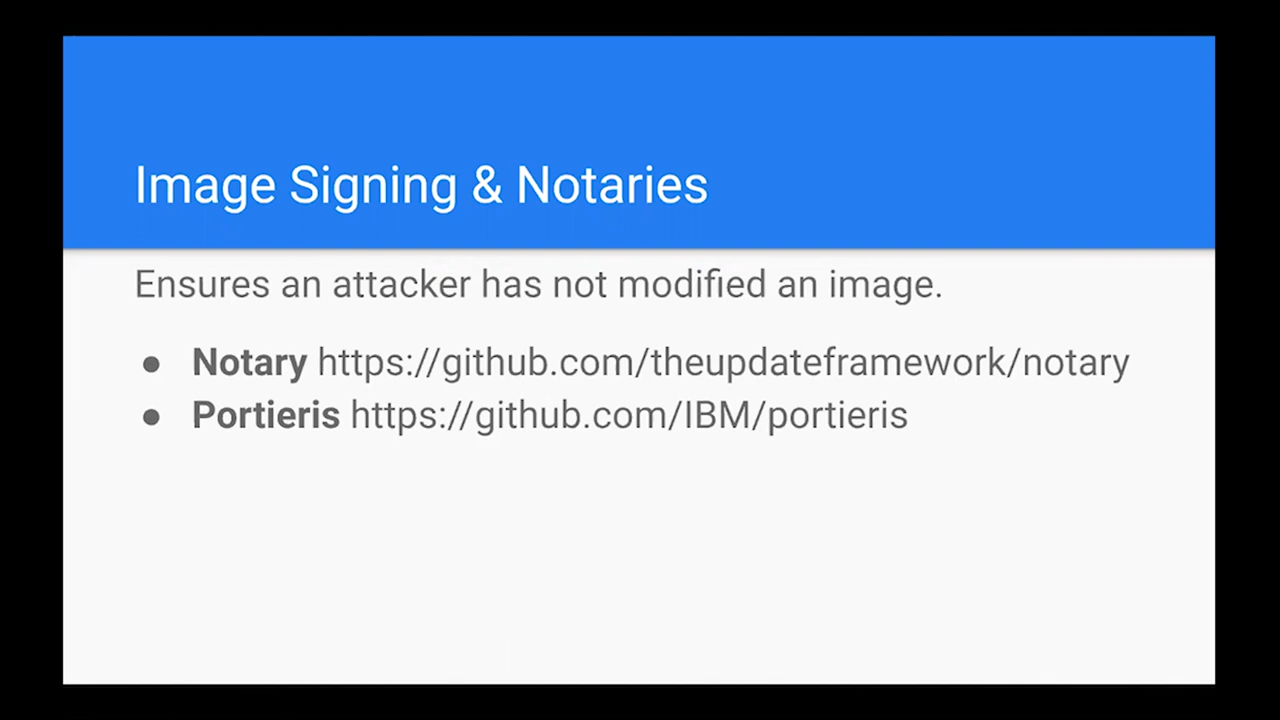 Image Signing & Notaries
Ensures an attacker has not modified an image.
● Notary https://github.com/theupdateframework/notary
● Portieris https://github.com/IBM/portieris